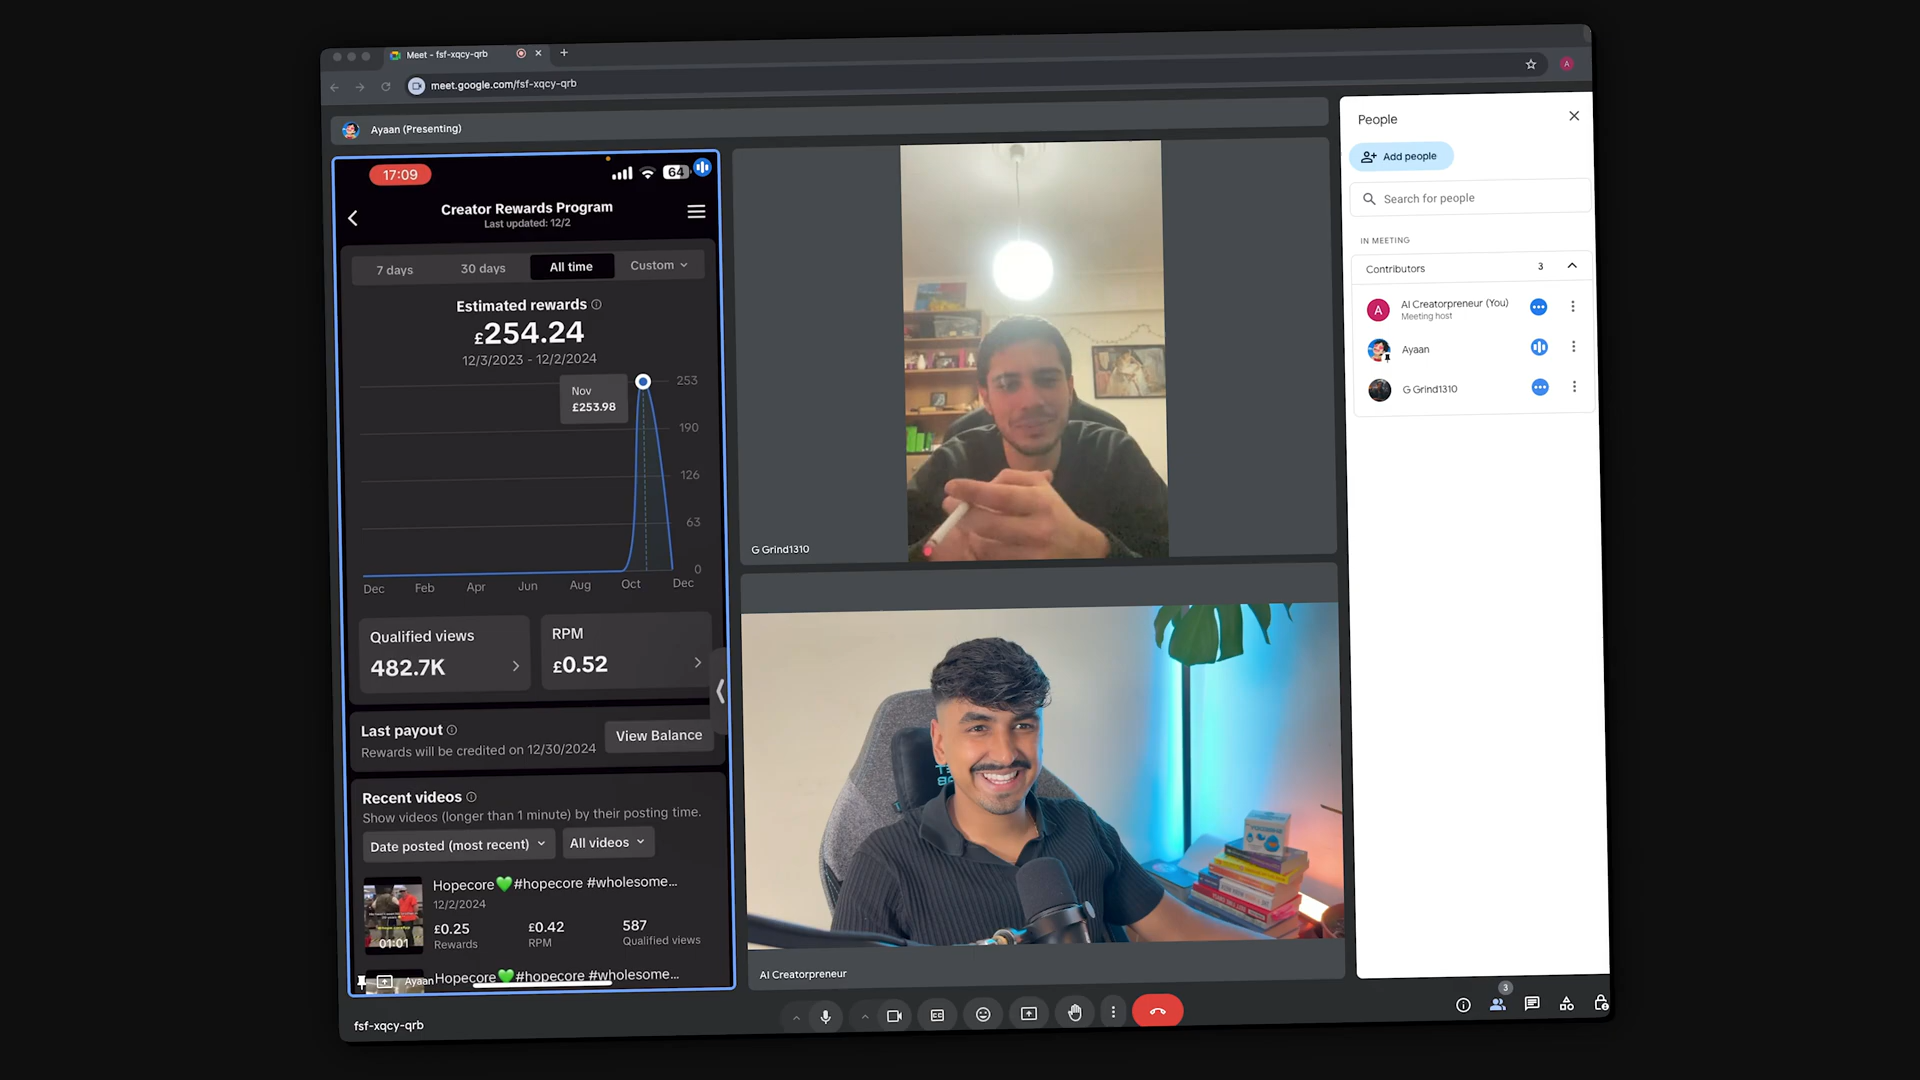 Meet - fsf-xqcy-qrb
meet.google.com/fsf-xqcy-qrb
A
Ayaan (Presenting)
17:09
64
Creator Rewards Program
Last updated: 12/2
7 days
30 days
All time
Custom
Estimated rewards
£254.24
12/3/2023 - 12/2/2024
Nov
£253.98
253
190
126
63
0
Dec Feb Apr Jun Aug Oct Dec
Qualified views
482.7K
RPM
£0.52
Last payout
Rewards will be credited on 12/30/2024
View Balance
Recent videos
Show videos (longer than 1 minute) by their posting time.
Date posted (most recent)
All videos
Hopecore💚#hopecore #wholesome...
12/2/2024
£0.25
Rewards
£0.42
RPM
587
Qualified views
01:01
Hopecore💚#hopecore #wholesome...
Ayaan
G Grind1310
AI Creatorpreneur
People
Add people
Search for people
IN MEETING
Contributors
3
A
AI Creatorpreneur (You)
Meeting host
Ayaan
G Grind1310
fsf-xqcy-qrb
3